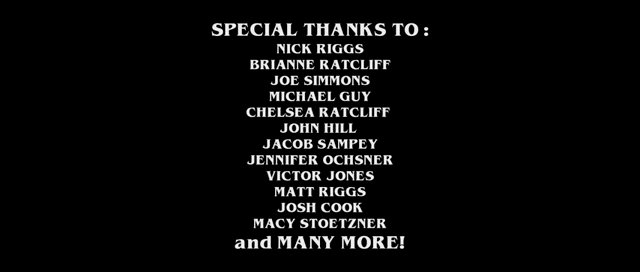 SPECIAL THANKS TO :
NICK RIGGS
BRIANNE RATCLIFF
JOE SIMMONS
MICHAEL GUY
CHELSEA RATCLIFF
JOHN HILL
JACOB SAMPEY
JENNIFER OCHSNER
VICTOR JONES
MATT RIGGS
JOSH COOK
MACY STOETZNER
and MANY MORE!